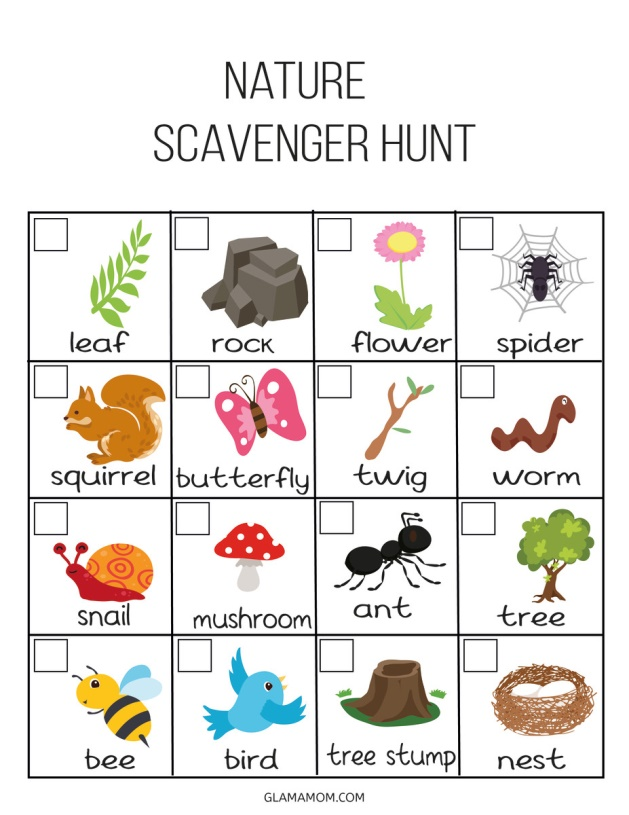 NATURE
SCAVENGER HUNT
leaf
rock
flower
spider
squirrel
butterfly
twig
worm
snail
mushroom
ant
tree
bee
bird
tree stump
nest
GLAMAMOM.COM